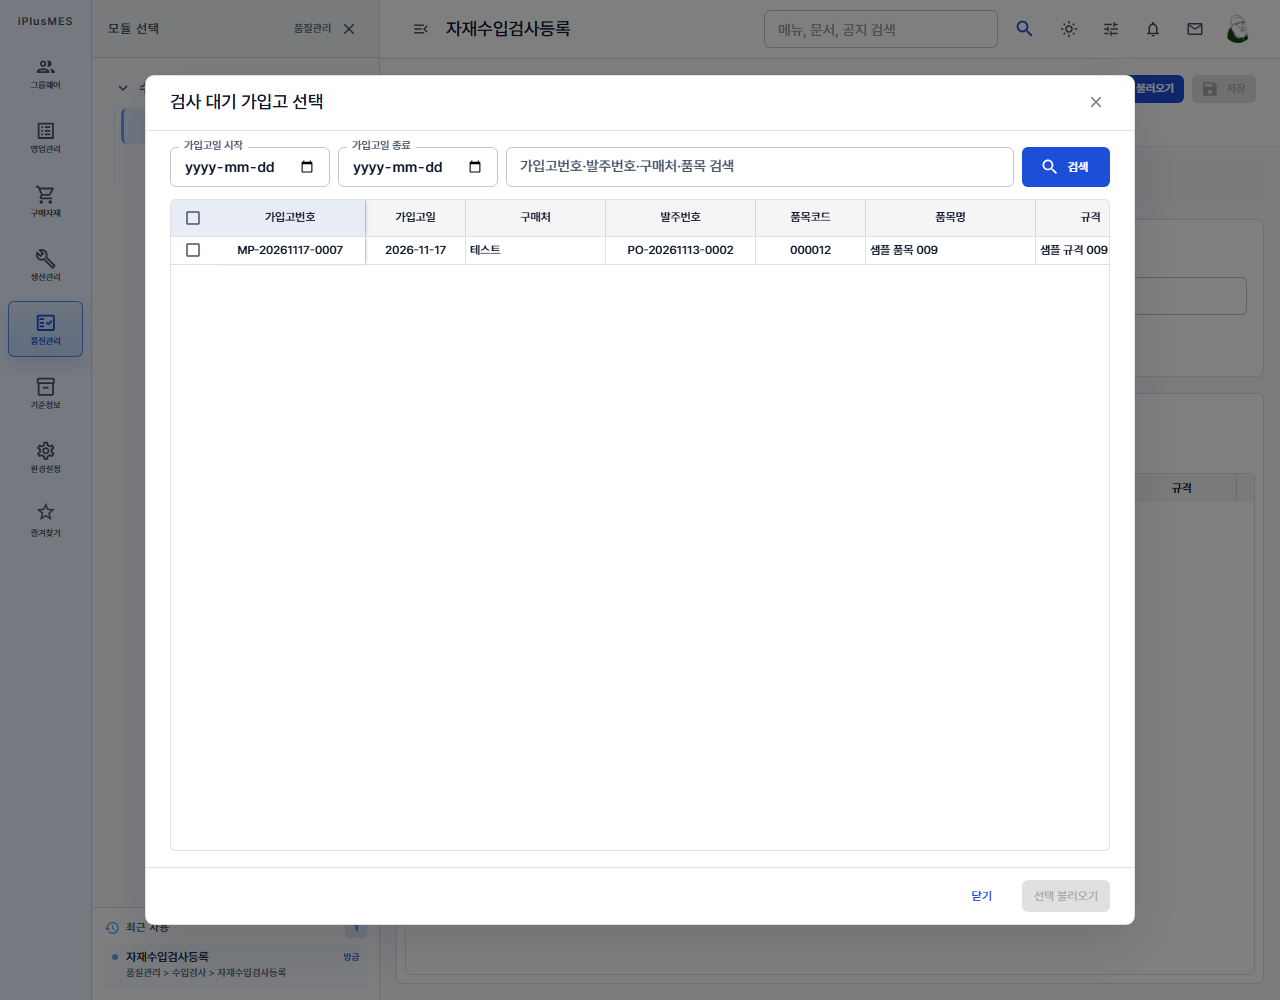 iPlusMES
그룹웨어
영업관리
구매자재
생산관리
품질관리
기준정보
환경설정
즐겨찾기
모듈 선택
품질관리
자재수입검사등록
메뉴, 문서, 공지 검색
불러오기
저장
검사 대기 가입고 선택
가입고일 시작
yyyy-mm-dd
가입고일 종료
yyyy-mm-dd
가입고번호·발주번호·구매처·품목 검색
검색
가입고번호 가입고일 구매처 발주번호 품목코드 품목명 규격
MP-20261117-0007 2026-11-17 테스트 PO-20261113-0002 000012 샘플 품목 009 샘플 규격 009
규격
닫기
선택 불러오기
최근 사용
1
자재수입검사등록
방금
품질관리 > 수입검사 > 자재수입검사등록